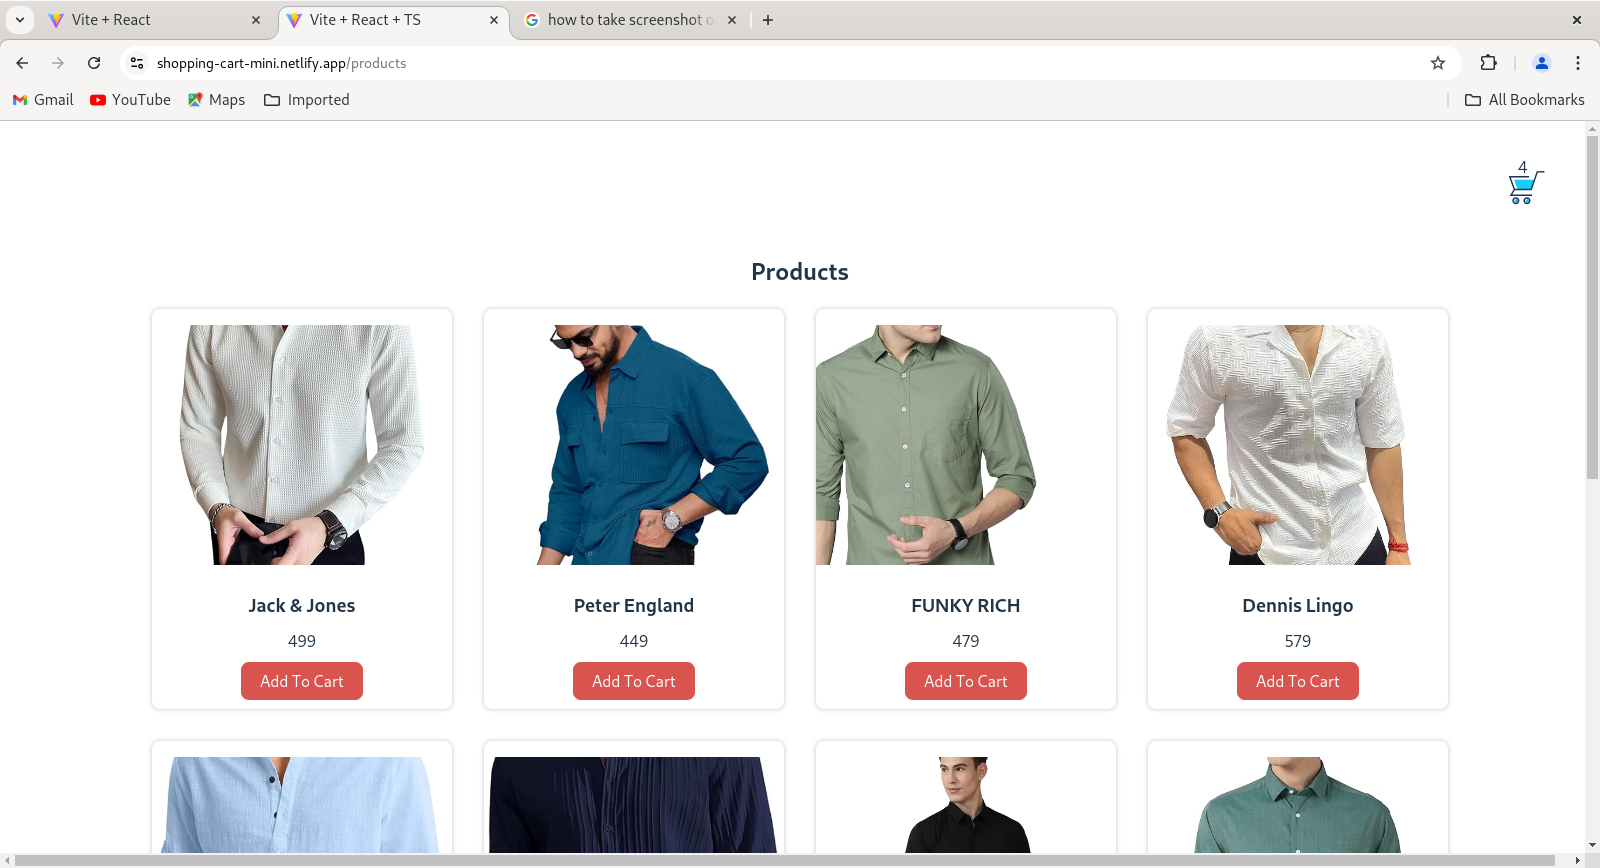 Vite + React
Vite + React + TS
how to take screenshot o
shopping-cart-mini.netlify.app/products
Gmail
YouTube
Maps
Imported
All Bookmarks
4
Products
Jack & Jones
499
Add To Cart
Peter England
449
Add To Cart
FUNKY RICH
479
Add To Cart
Dennis Lingo
579
Add To Cart